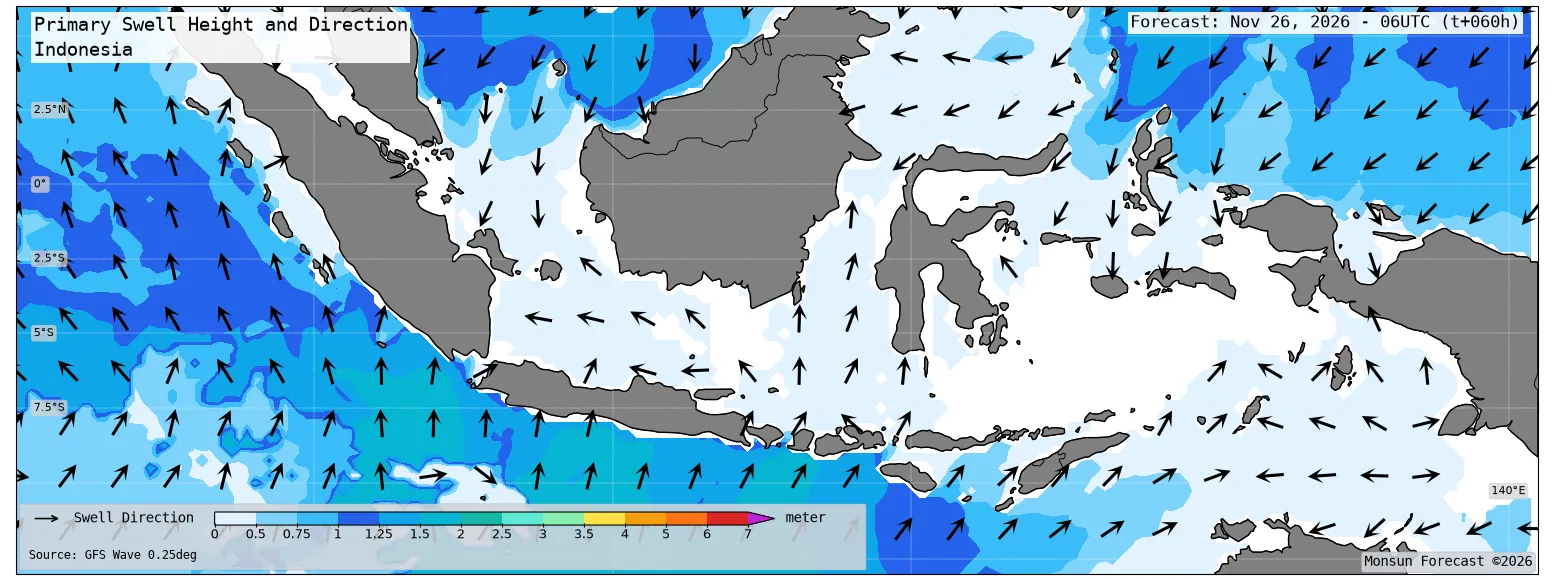 Primary Swell Height and Direction
Indonesia
Forecast: Nov 26, 2026 - 06UTC (t+060h)
2.5°N
0°
2.5°S
5°S
7.5°S
140°E
Swell Direction
0 0.5 0.75 1 1.25 1.5 2 2.5 3 3.5 4 5 6 7
meter
Source: GFS Wave 0.25deg
Monsun Forecast ©2026